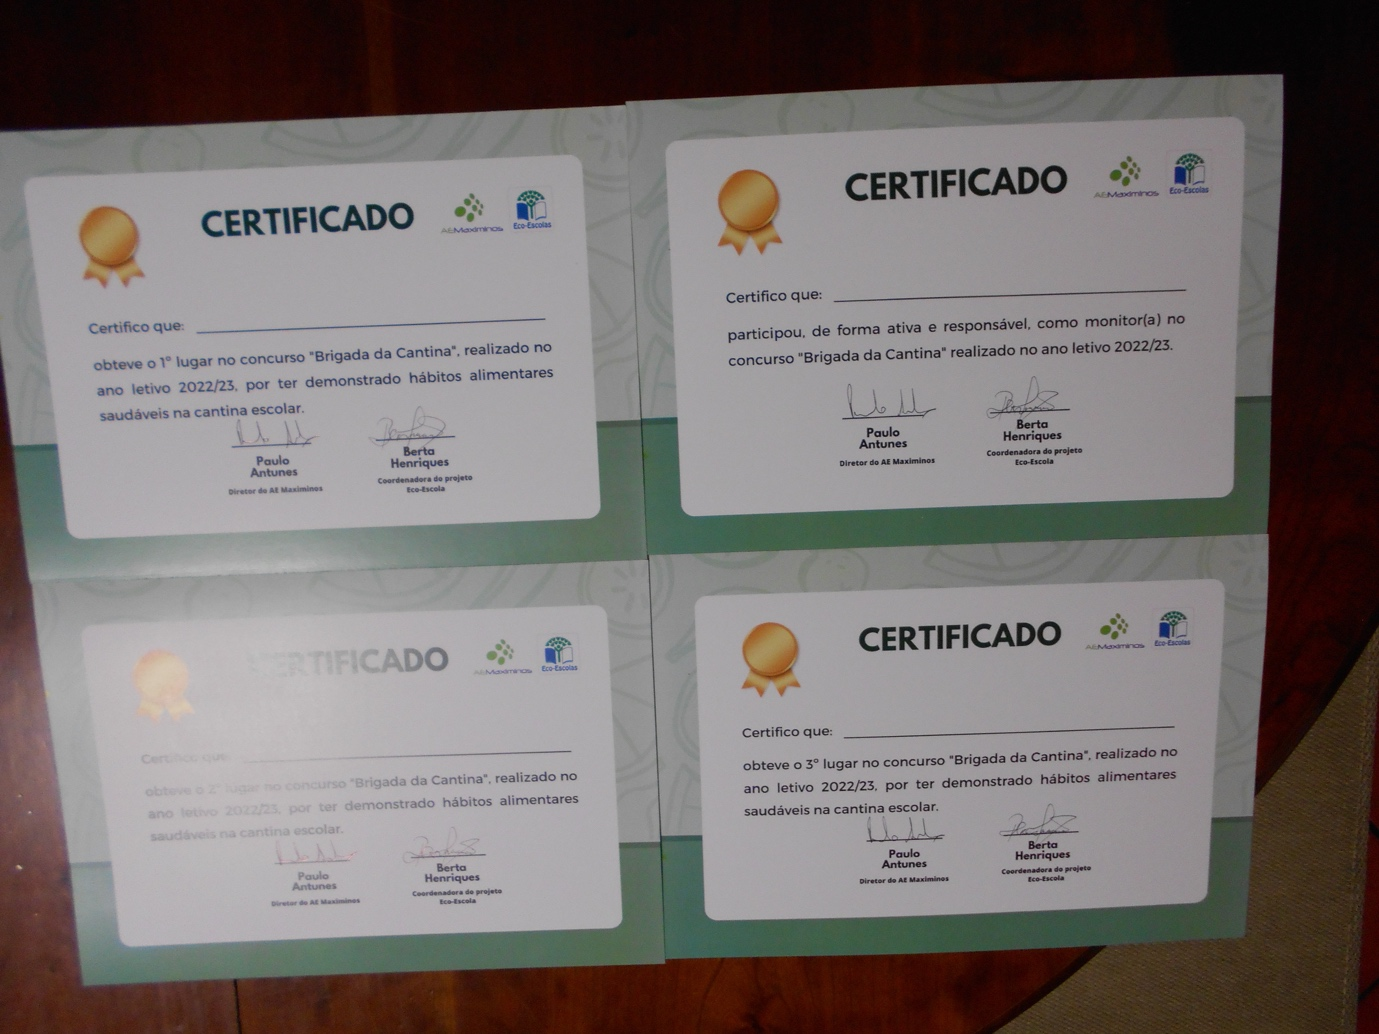 CERTIFICADO
AEMaximinos
Eco-Escolas
Certifico que:
obteve o 1º lugar no concurso "Brigada da Cantina", realizado no
ano letivo 2022/23, por ter demonstrado hábitos alimentares
saudáveis na cantina escolar.
Paulo
Antunes
Diretor do AE Maximinos
Berta
Henriques
Coordenadora do projeto
Eco-Escola
CERTIFICADO
AEMaximinos
Eco-Escolas
Certifico que:
participou, de forma ativa e responsável, como monitor(a) no
concurso "Brigada da Cantina" realizado no ano letivo 2022/23.
Paulo
Antunes
Diretor do AE Maximinos
Berta
Henriques
Coordenadora do projeto
Eco-Escola
CERTIFICADO
AEMaximinos
Eco-Escolas
Certifico que:
obteve o 2º lugar no concurso "Brigada da Cantina", realizado no
ano letivo 2022/23, por ter demonstrado hábitos alimentares
saudáveis na cantina escolar.
Paulo
Antunes
Diretor do AE Maximinos
Berta
Henriques
Coordenadora do projeto
Eco-Escola
CERTIFICADO
AEMaximinos
Eco-Escolas
Certifico que:
obteve o 3º lugar no concurso "Brigada da Cantina", realizado no
ano letivo 2022/23, por ter demonstrado hábitos alimentares
saudáveis na cantina escolar.
Paulo
Antunes
Diretor do AE Maximinos
Berta
Henriques
Coordenadora do projeto
Eco-Escola